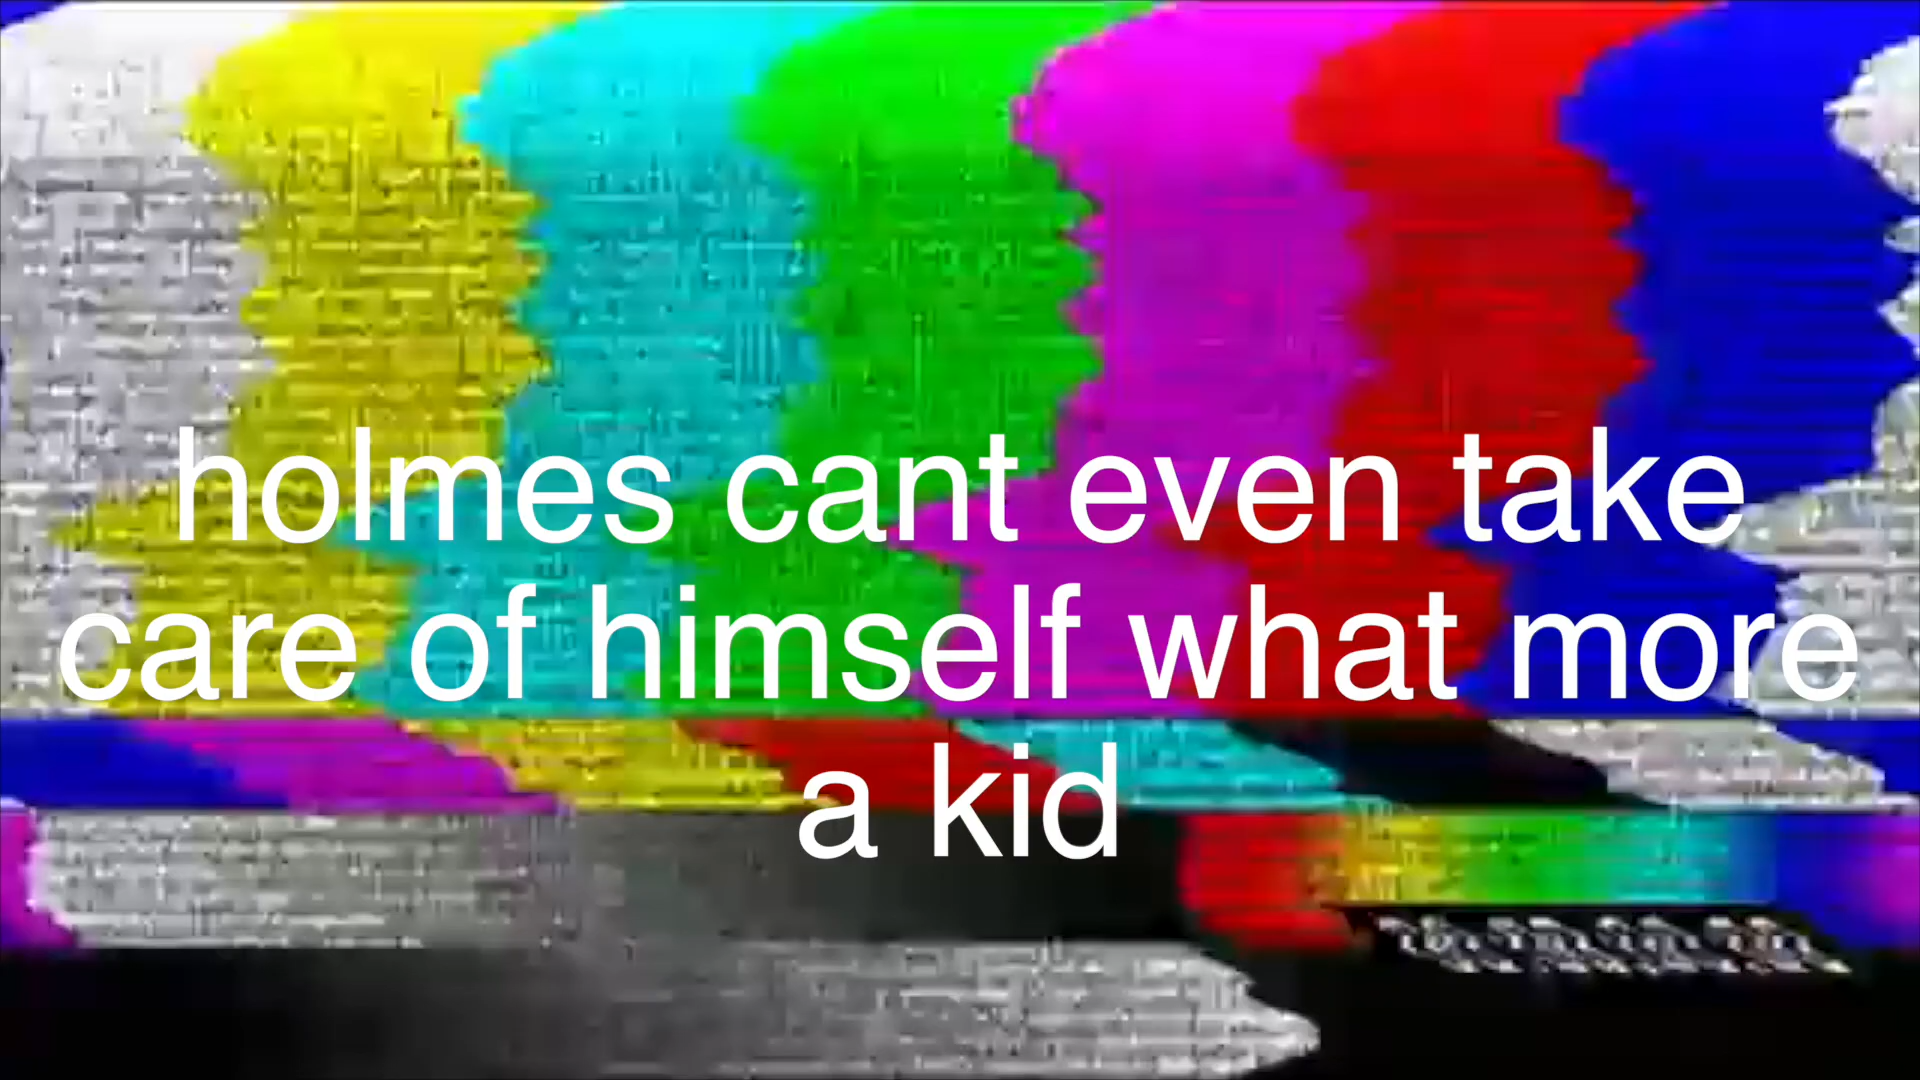 holmes cant even take
care of himself what more
a kid